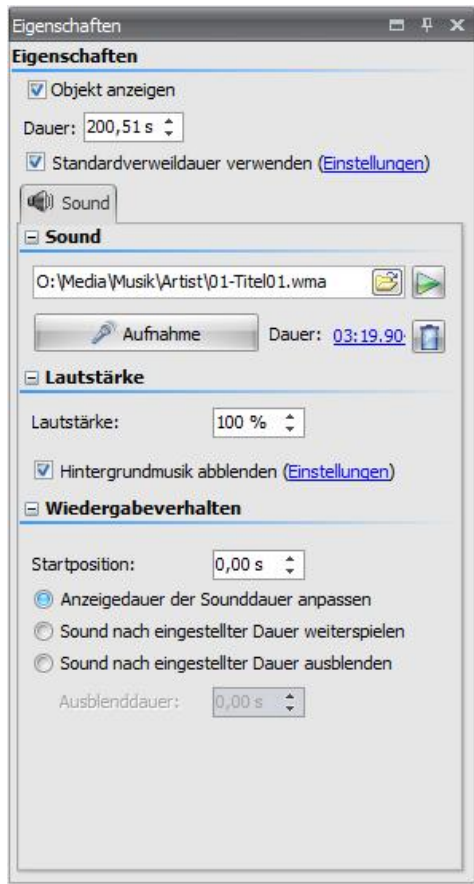 Eigenschaften
Eigenschaften
Objekt anzeigen
Dauer: 200,51 s
Standardverweildauer verwenden (Einstellungen)
Sound
Sound
O:\Media\Musik\Artist\01-Titel01.wma
Aufnahme Dauer: 03:19.90
Lautstärke
Lautstärke: 100 %
Hintergrundmusik abblenden (Einstellungen)
Wiedergabeverhalten
Startposition: 0,00 s
Anzeigedauer der Sounddauer anpassen
Sound nach eingestellter Dauer weiterspielen
Sound nach eingestellter Dauer ausblenden
Ausblenddauer: 0,00 s